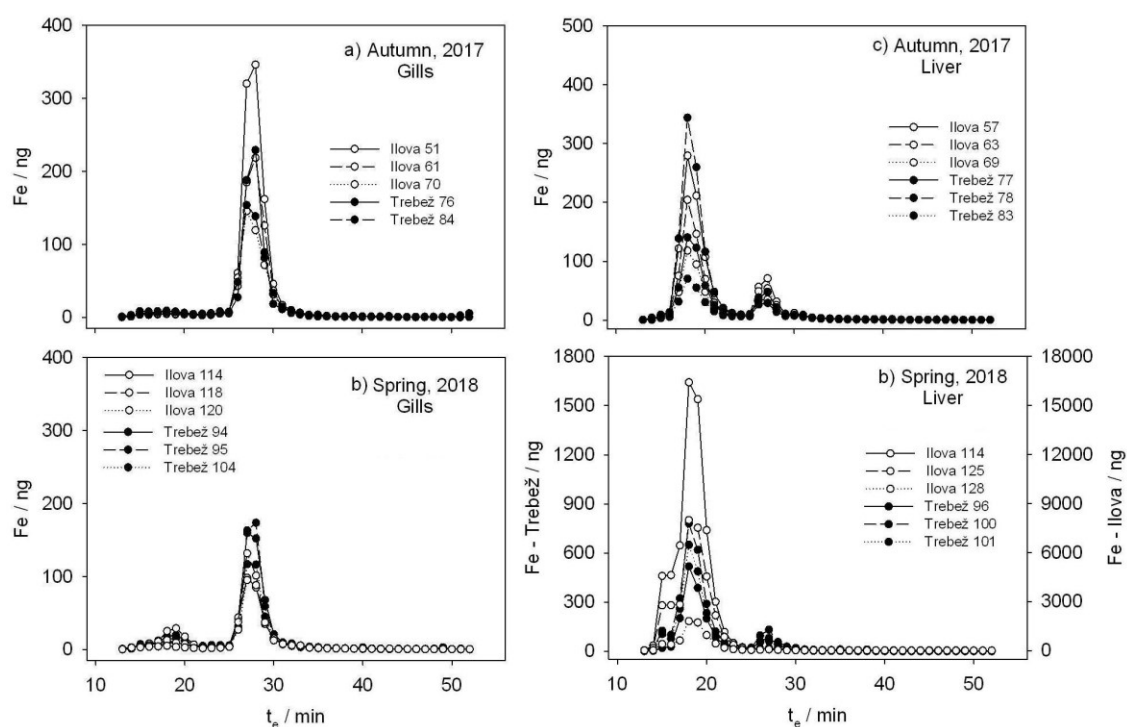 400
300
200
100
0
Fe / ng
a) Autumn, 2017
Gills
Ilova 51
Ilova 61
Ilova 70
Trebež 76
Trebež 84
500
400
300
200
100
0
Fe / ng
c) Autumn, 2017
Liver
Ilova 57
Ilova 63
Ilova 69
Trebež 77
Trebež 78
Trebež 83
400
300
200
100
0
Fe / ng
b) Spring, 2018
Gills
Ilova 114
Ilova 118
Ilova 120
Trebež 94
Trebež 95
Trebež 104
10 20 30 40 50
te / min
1800
1500
1200
900
600
300
0
Fe - Trebež / ng
b) Spring, 2018
Liver
Ilova 114
Ilova 125
Ilova 128
Trebež 96
Trebež 100
Trebež 101
18000
15000
12000
9000
6000
3000
0
Fe - Ilova / ng
10 20 30 40 50
te / min